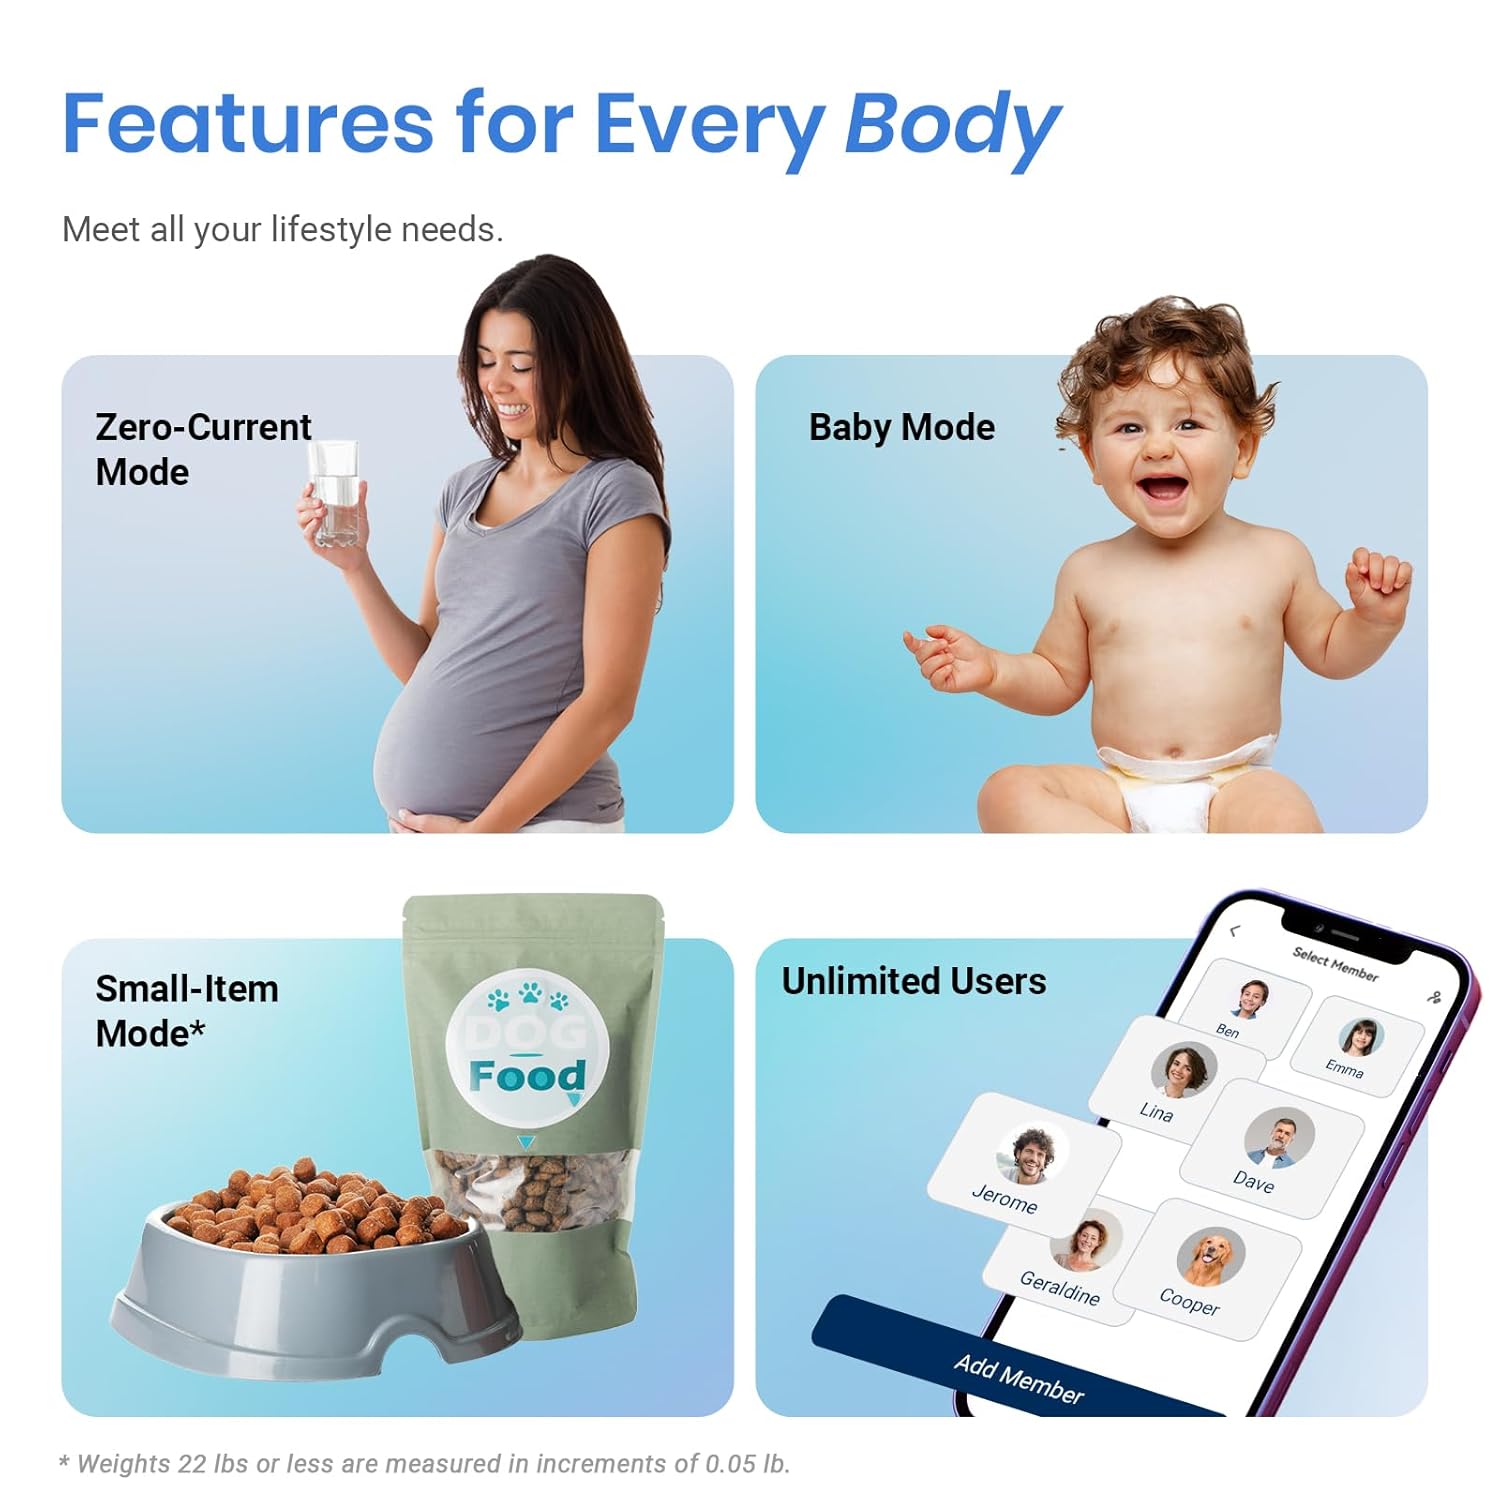 Features for Every Body
Meet all your lifestyle needs.
Zero-Current
Mode
Baby Mode
Small-Item
Mode*
DOG
Food
Unlimited Users
Select Member
Ben
Emma
Lina
Dave
Jerome
Geraldine
Cooper
Add Member
* Weights 22 lbs or less are measured in increments of 0.05 lb.